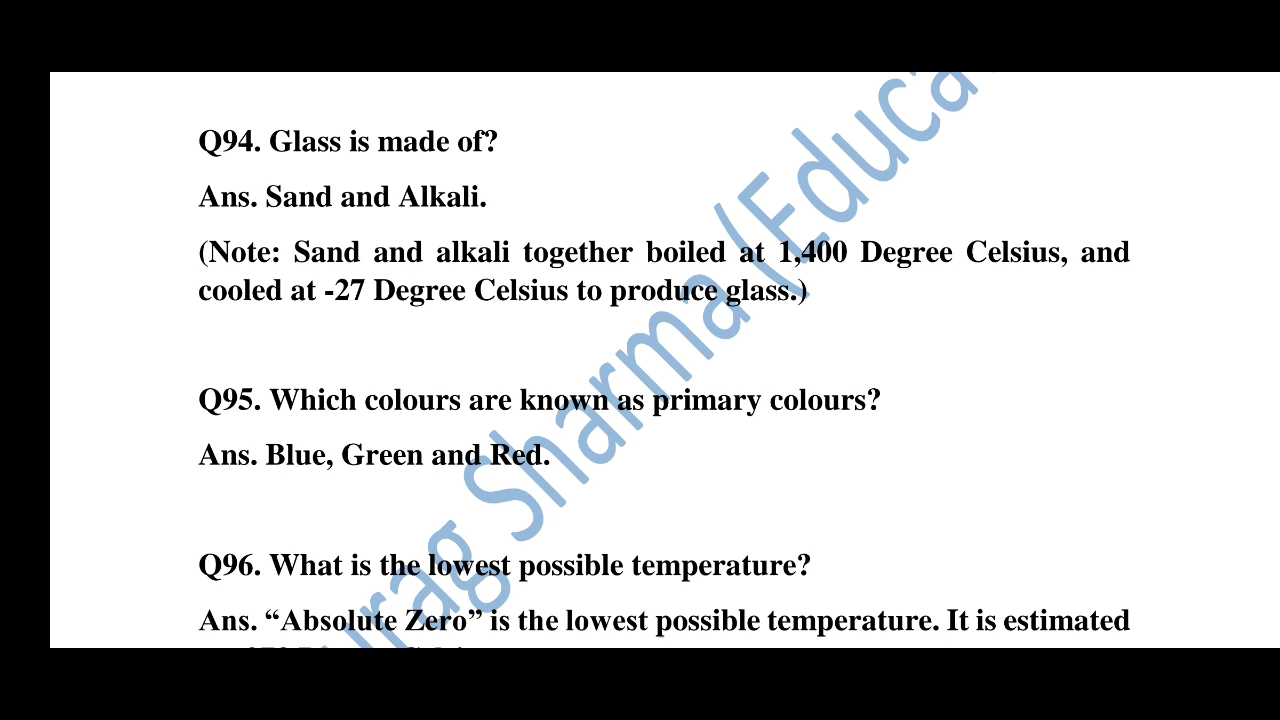 Q94. Glass is made of?
Ans. Sand and Alkali.
(Note: Sand and alkali together boiled at 1,400 Degree Celsius, and
cooled at -27 Degree Celsius to produce glass.)
Q95. Which colours are known as primary colours?
Ans. Blue, Green and Red.
Q96. What is the lowest possible temperature?
Ans. “Absolute Zero” is the lowest possible temperature. It is estimated
Sharma